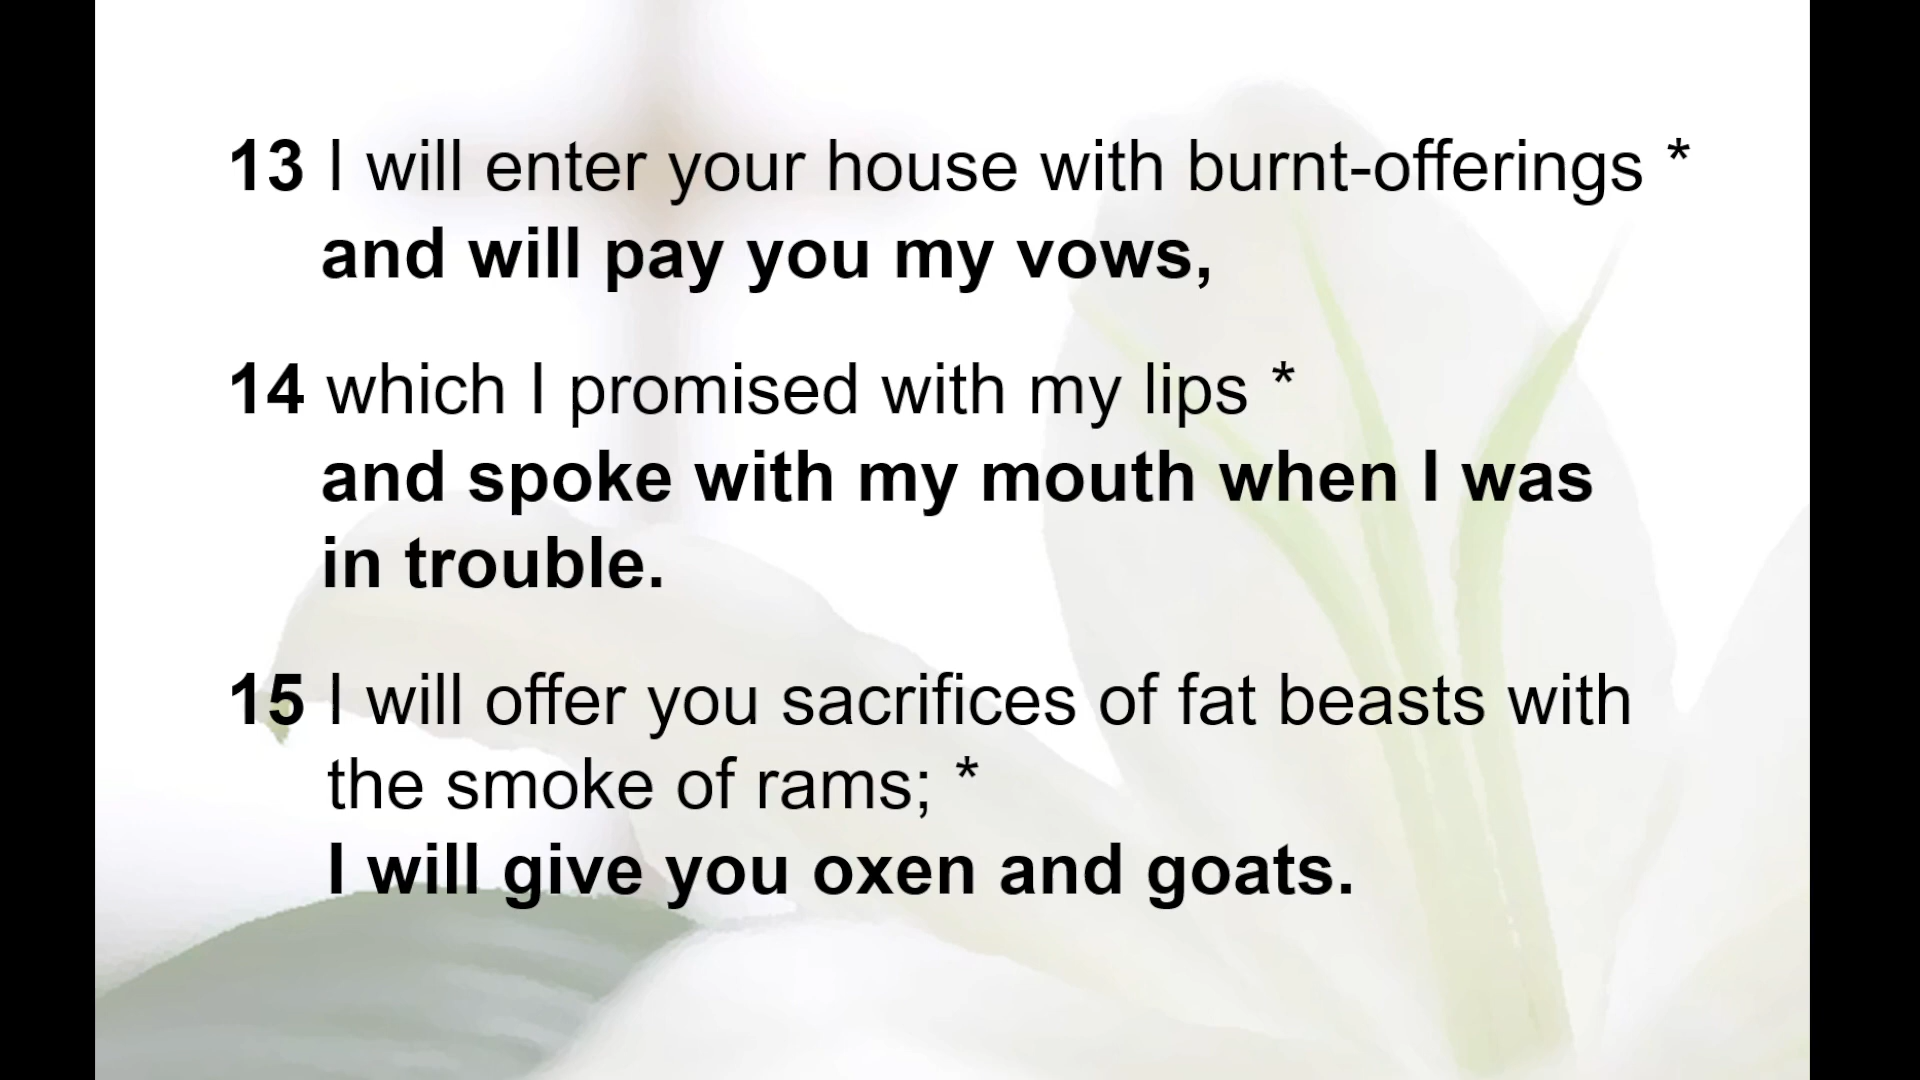 13 I will enter your house with burnt-offerings *
and will pay you my vows,
14 which I promised with my lips *
and spoke with my mouth when I was
in trouble.
15 I will offer you sacrifices of fat beasts with
the smoke of rams; *
I will give you oxen and goats.